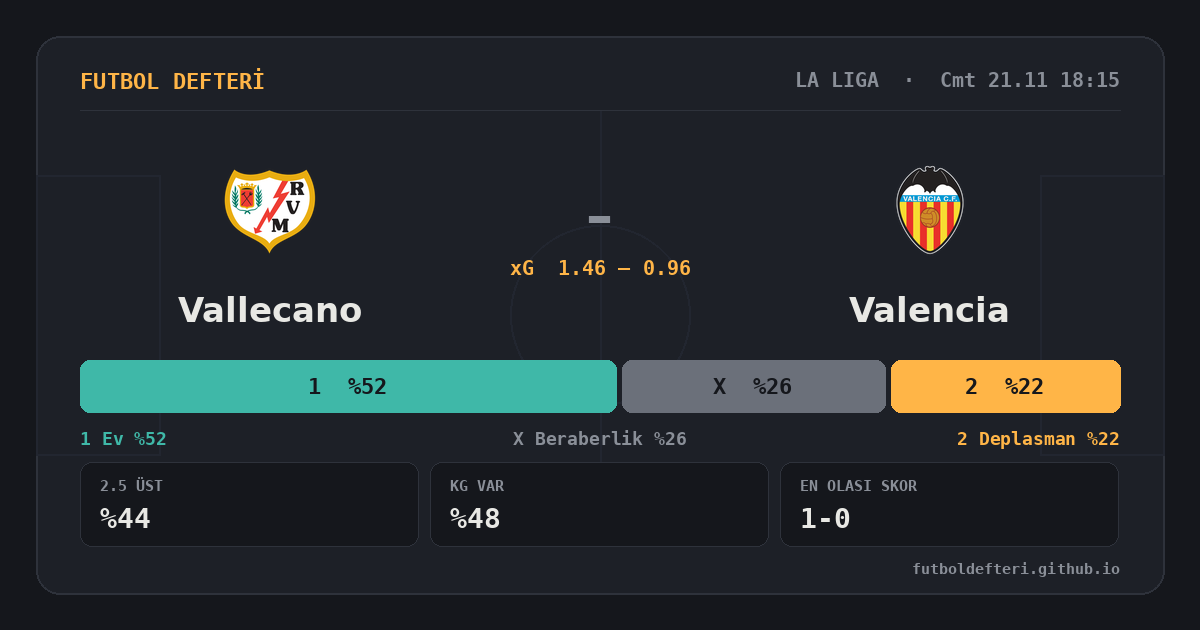 FUTBOL DEFTERİ
LA LIGA · Cmt 21.11 18:15
RVM
VALENCIA C.F.
–
xG 1.46 – 0.96
Vallecano
Valencia
1 %52
X %26
2 %22
1 Ev %52
X Beraberlik %26
2 Deplasman %22
2.5 ÜST
KG VAR
EN OLASI SKOR
%44
%48
1-0
futboldefteri.github.io